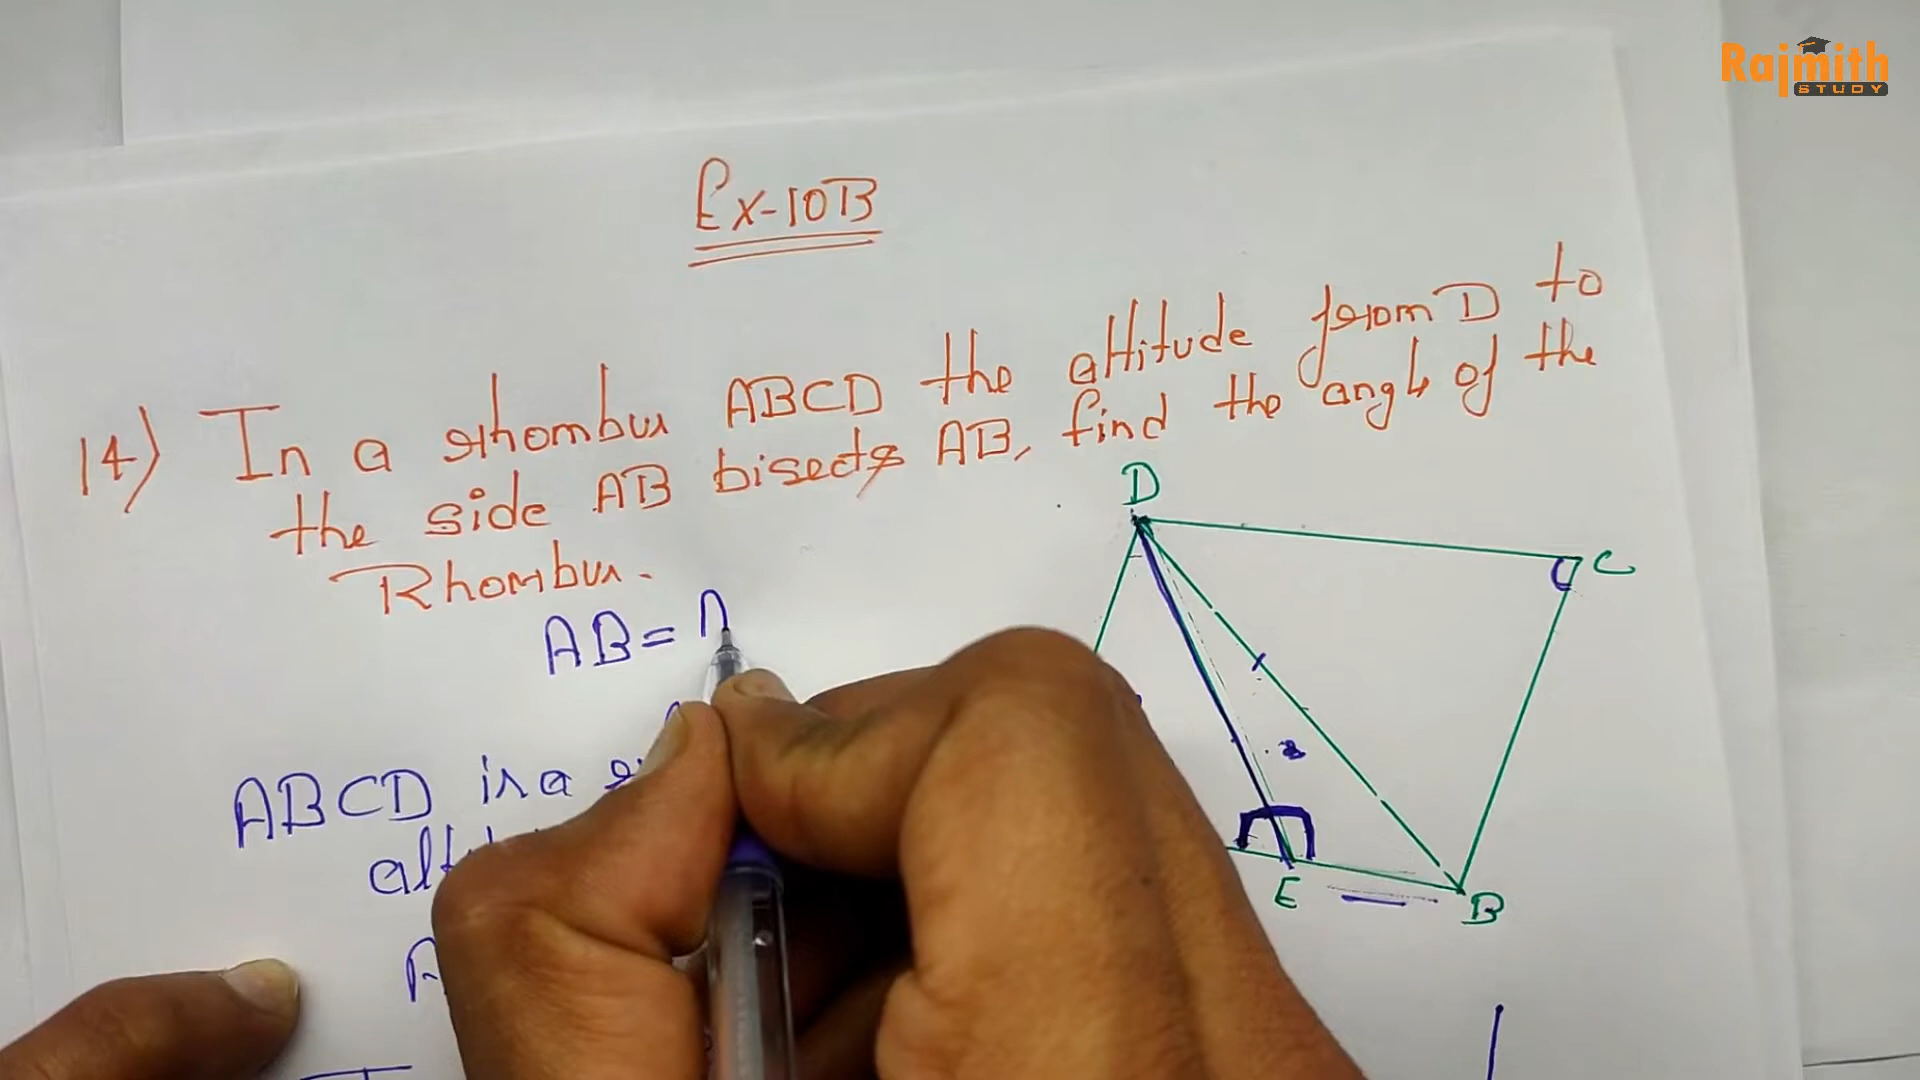 Rajmith
STUDY
Ex-10B
14) In a rhombus ABCD the altitude from D to
the side AB bisects AB, find the angle of the
Rhombus.
D
C
AB =
ABCD is a
E
B